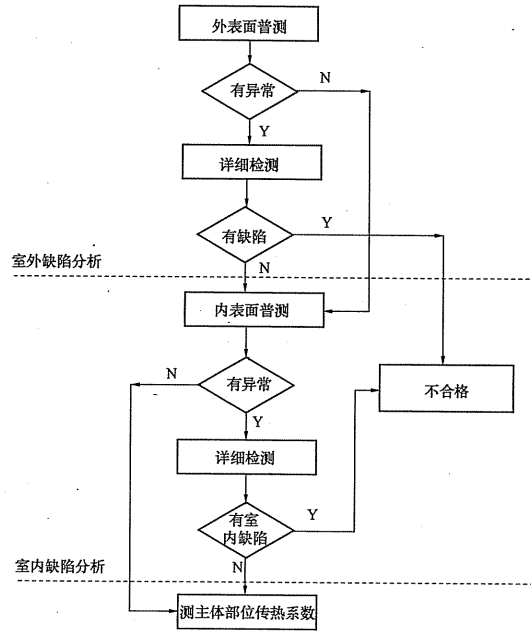 外表面普测
有异常
N
Y
详细检测
有缺陷
Y
室外缺陷分析
N
内表面普测
N
有异常
不合格
Y
详细检测
有室
内缺陷
Y
室内缺陷分析
N
测主体部位传热系数